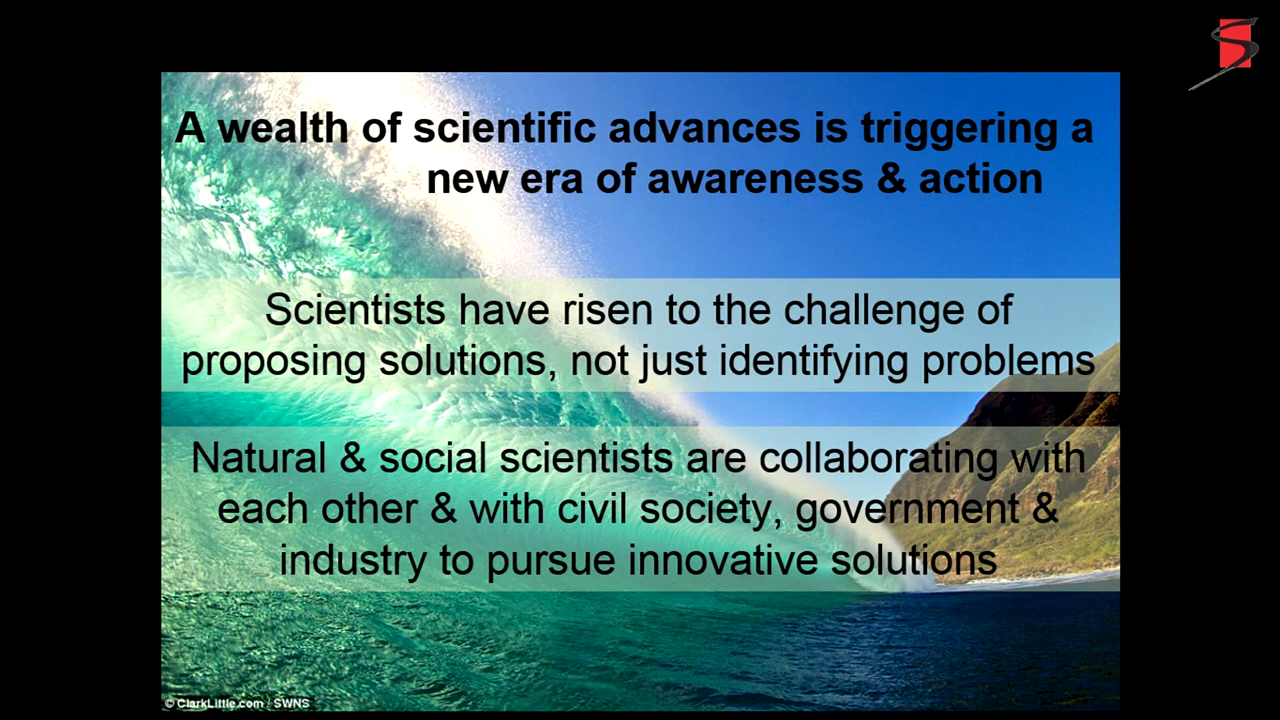 A wealth of scientific advances is triggering a
new era of awareness & action
Scientists have risen to the challenge of
proposing solutions, not just identifying problems
Natural & social scientists are collaborating with
each other & with civil society, government &
industry to pursue innovative solutions
© ClarkLittle.com / SWNS